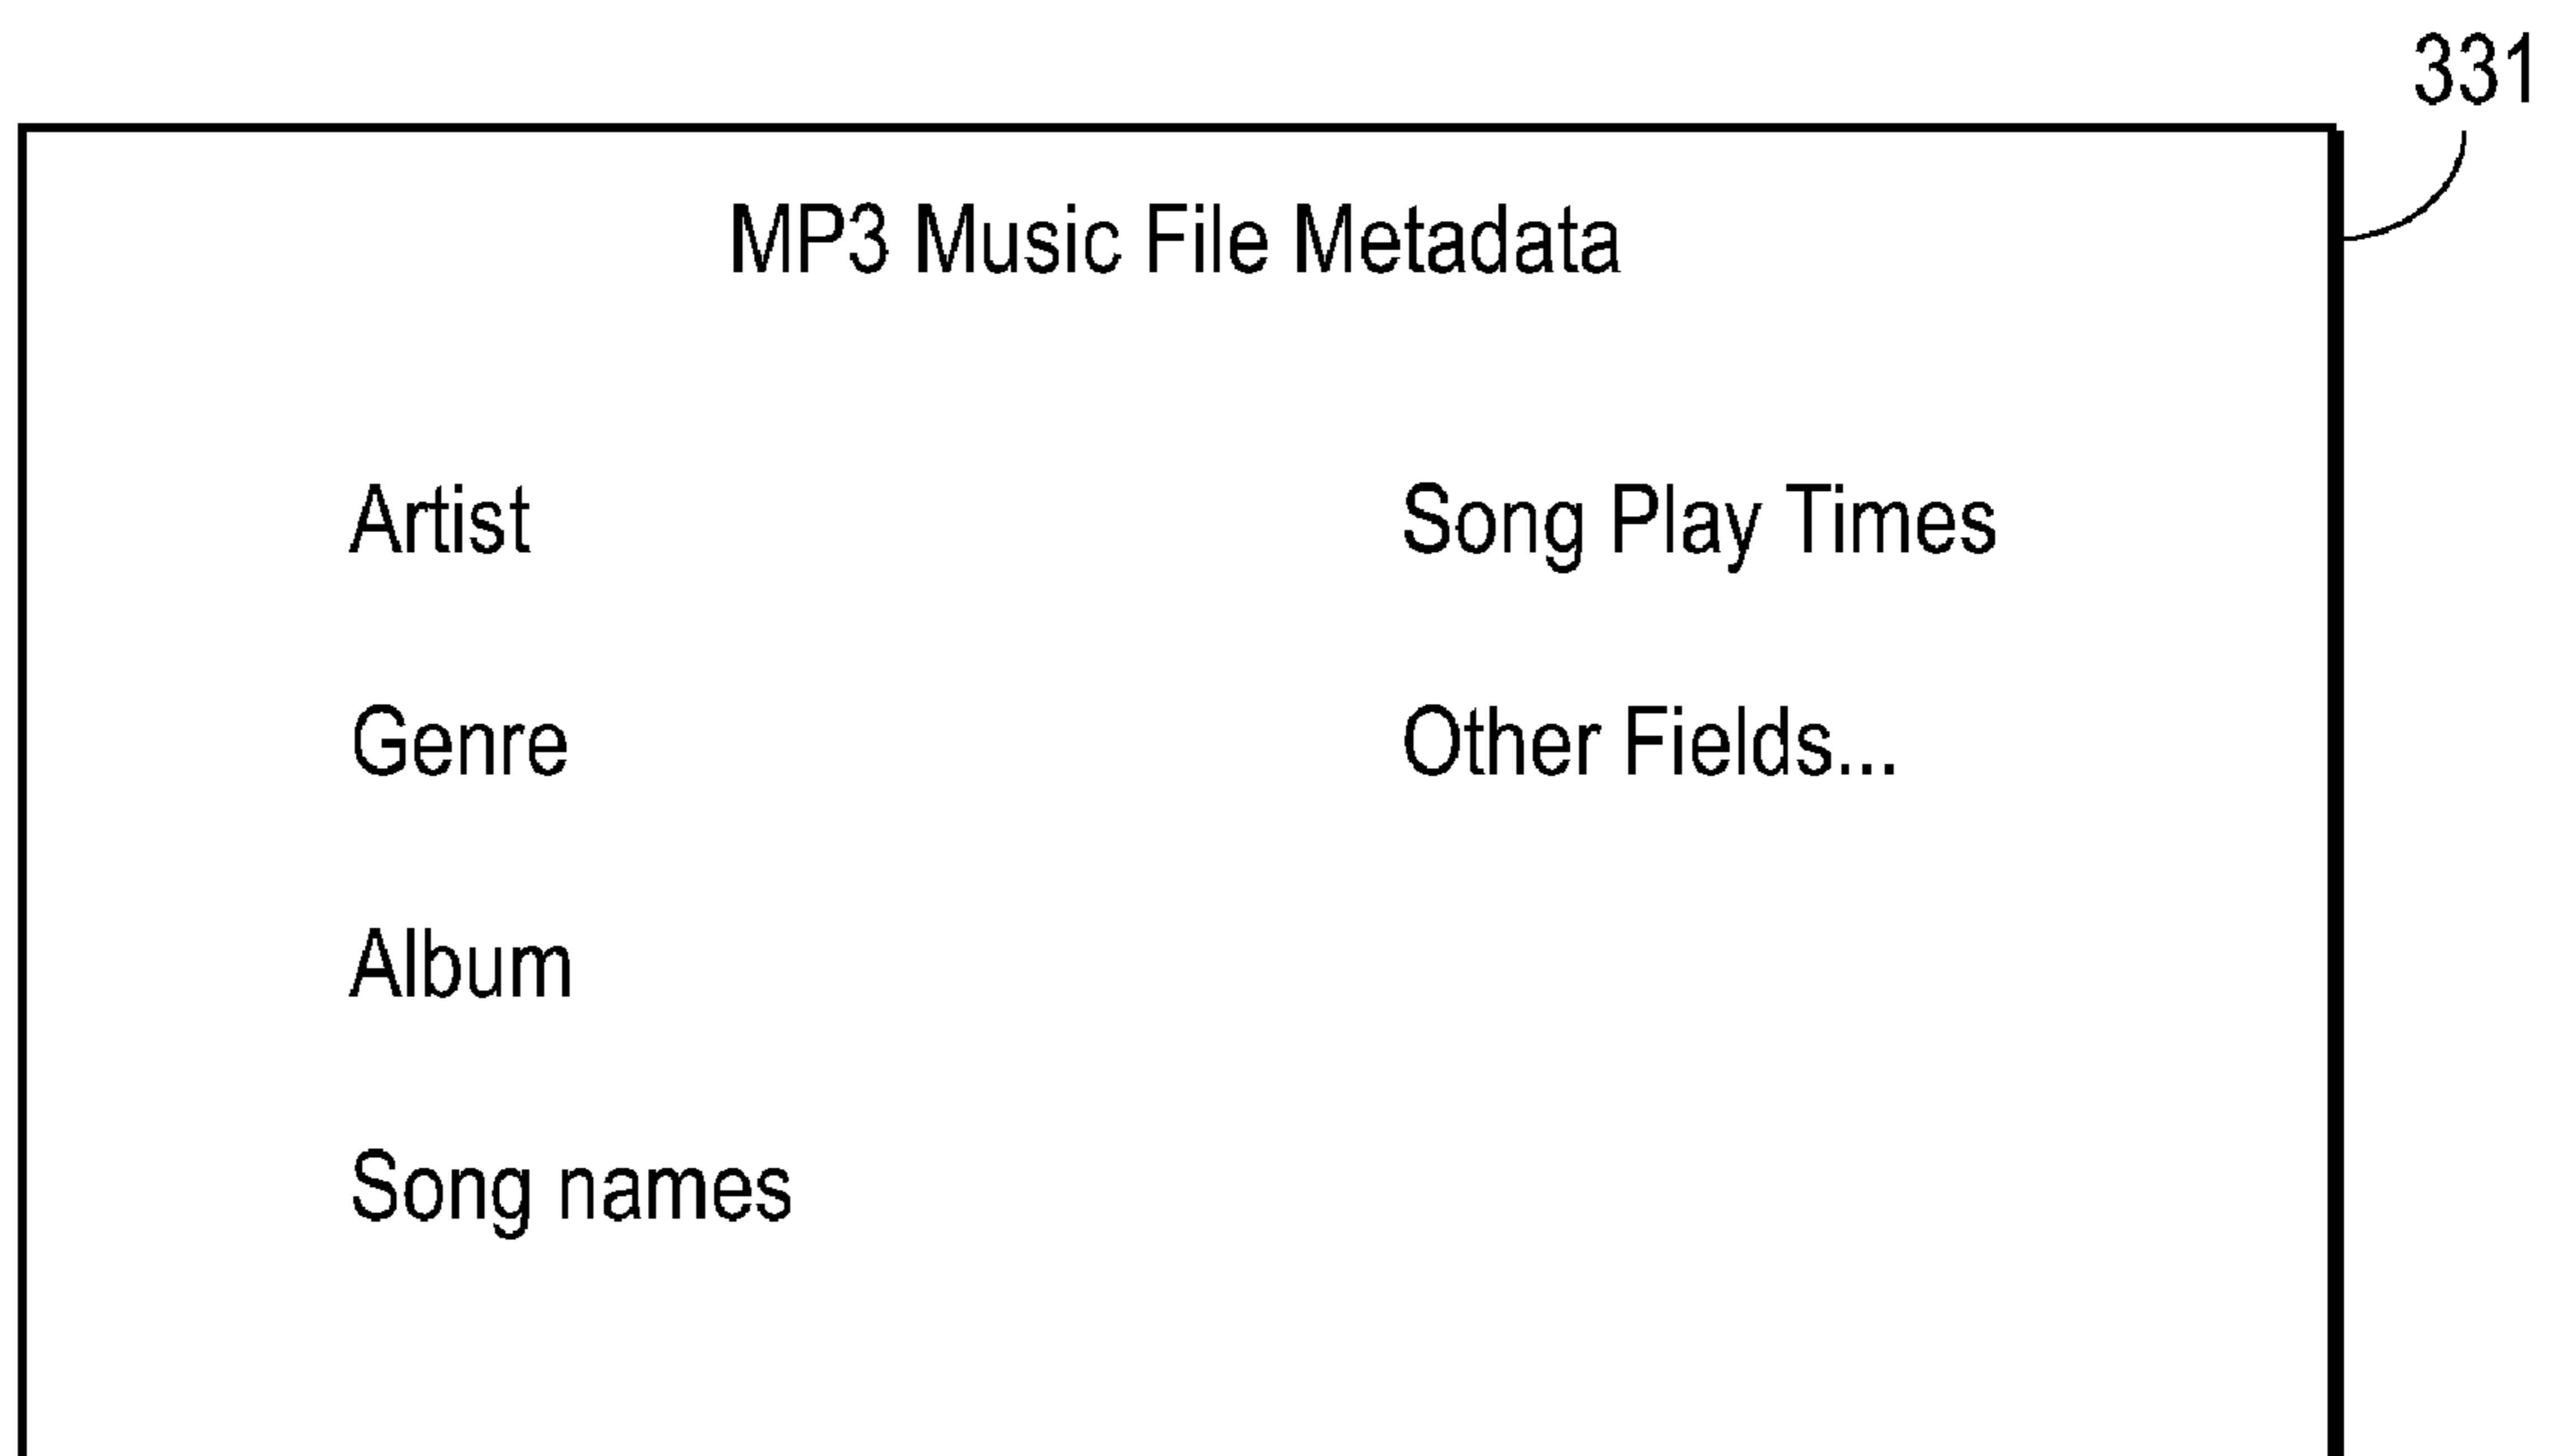 331
MP3 Music File Metadata
Artist
Song Play Times
Genre
Other Fields...
Album
Song names